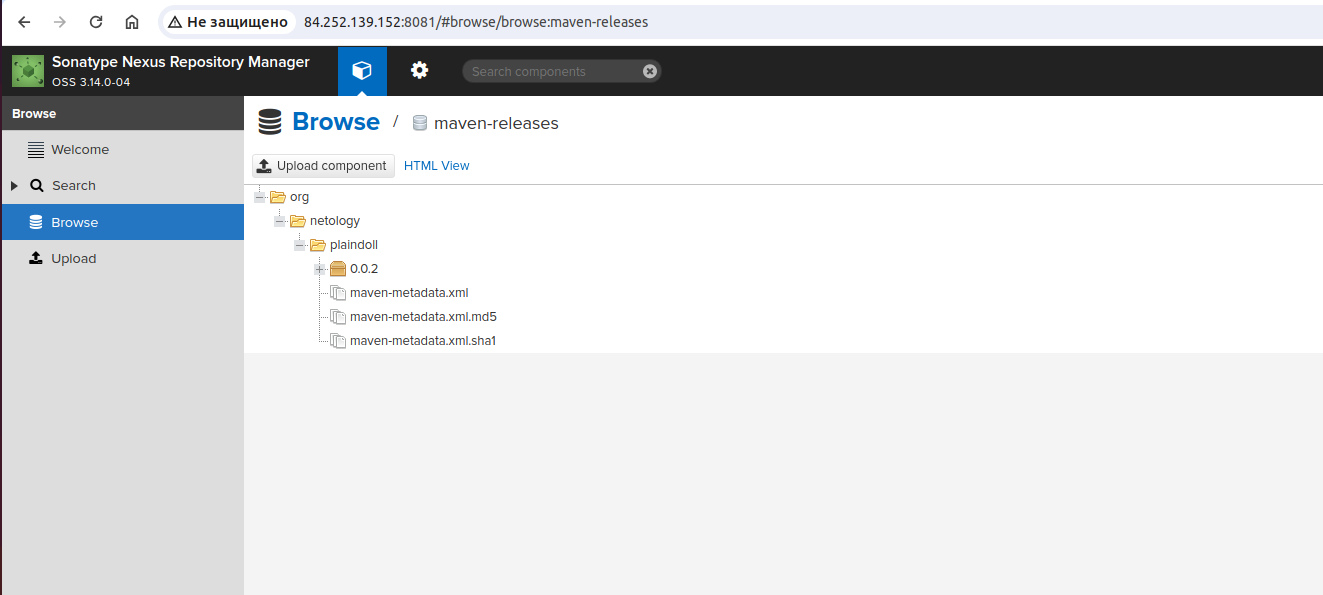 Не защищено 84.252.139.152:8081/#browse/browse:maven-releases
Sonatype Nexus Repository Manager
OSS 3.14.0-04
Search components
Browse
Welcome
Search
Browse
Upload
Browse / maven-releases
Upload component HTML View
org
netology
plaindoll
0.0.2
maven-metadata.xml
maven-metadata.xml.md5
maven-metadata.xml.sha1